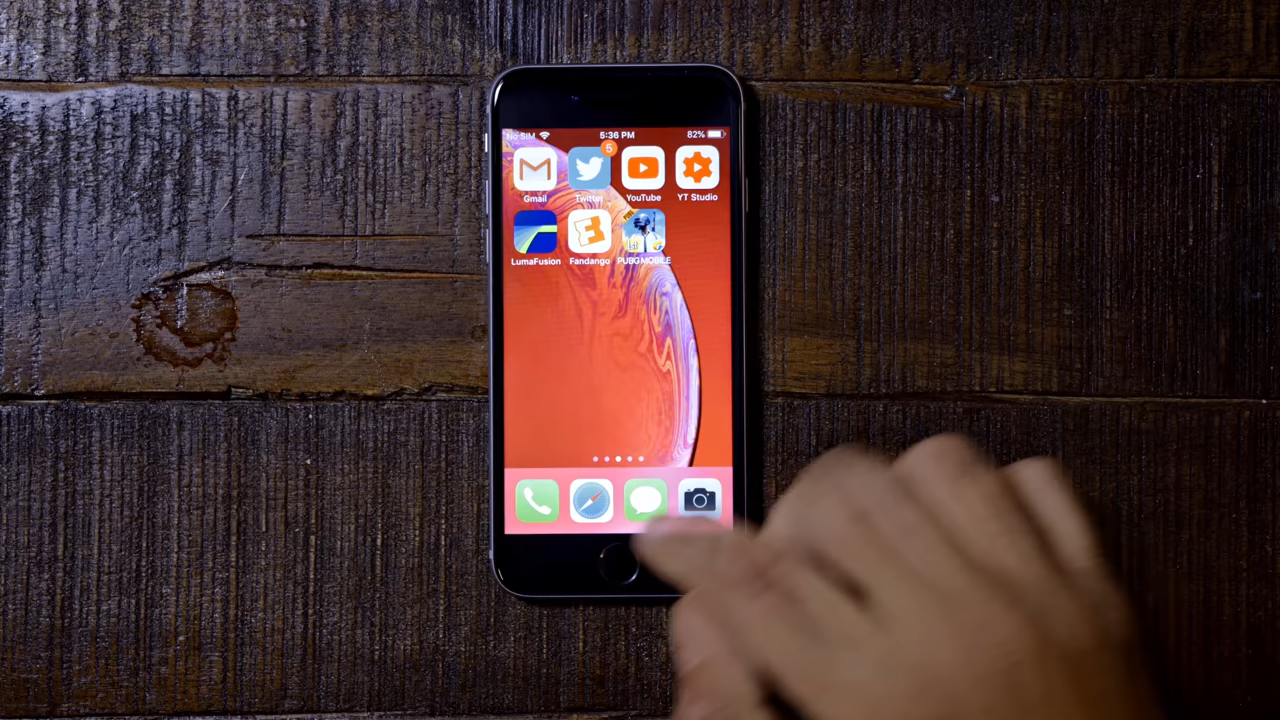 No SIM 5:36 PM 82%
5
Gmail Twitter YouTube YT Studio
LumaFusion Fandango PUBG MOBILE